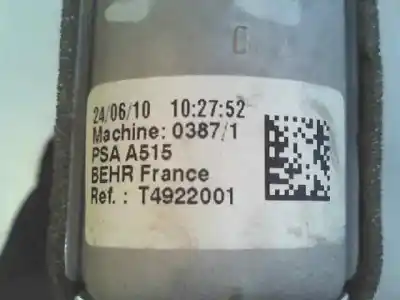 24/06/10 10:27:52
Machine: 0387/1
PSA A515
BEHR France
Ref. : T4922001